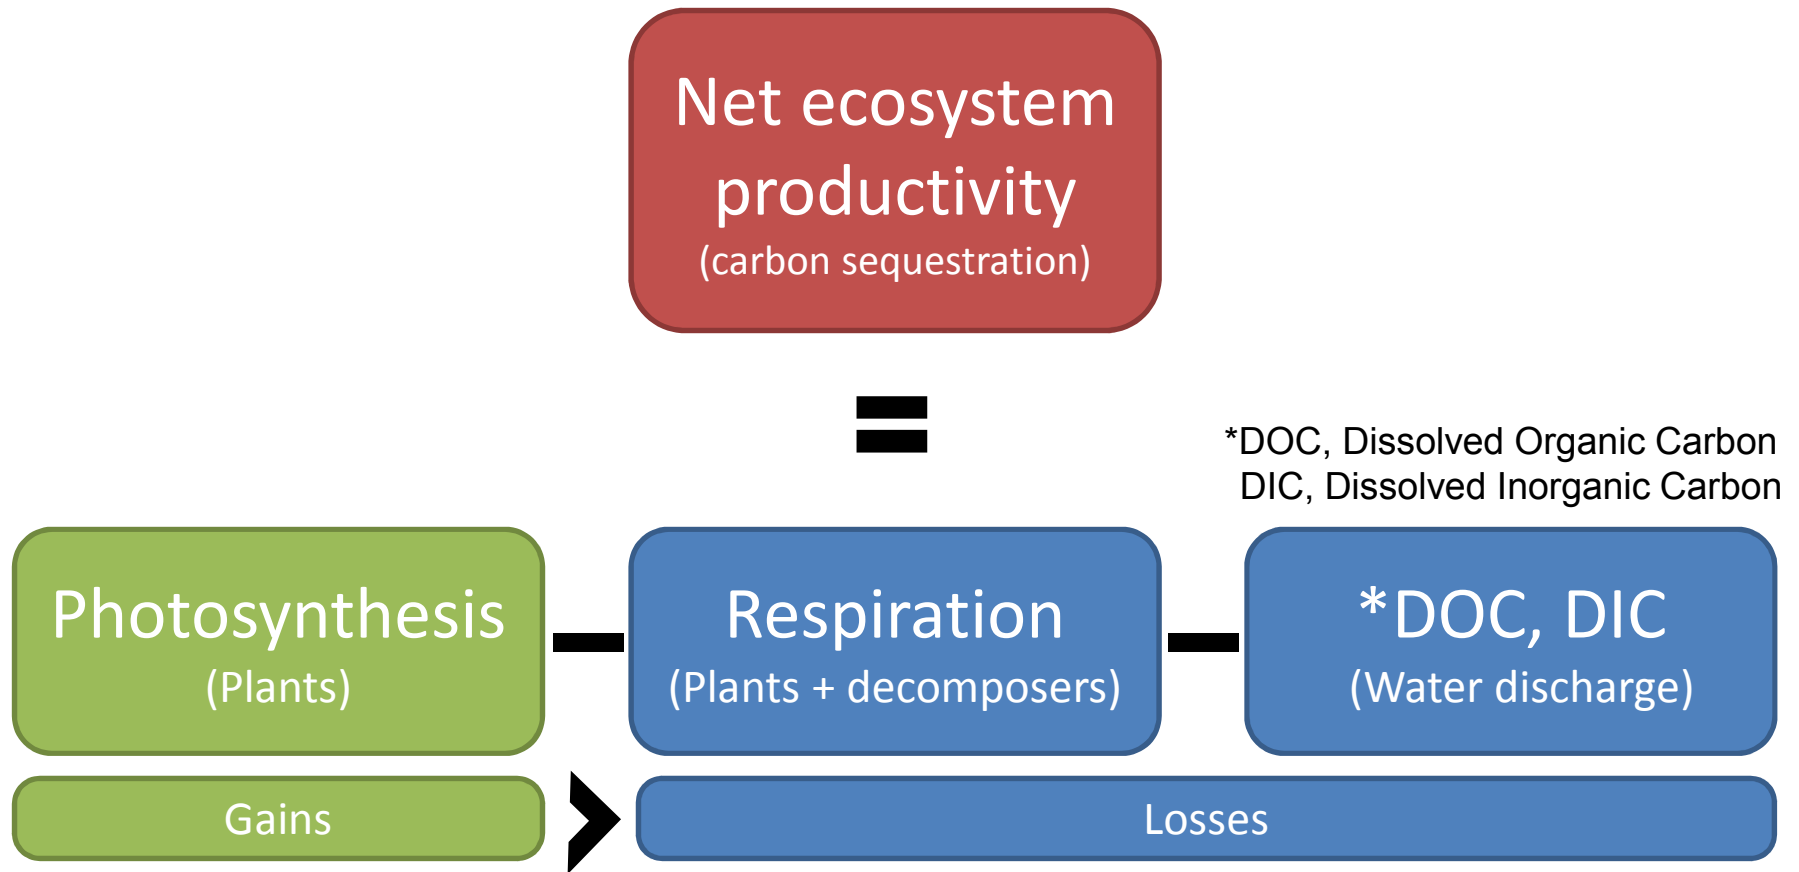 Net ecosystem
productivity
(carbon sequestration)
=
*DOC, Dissolved Organic Carbon
DIC, Dissolved Inorganic Carbon
Photosynthesis
(Plants)
–
Respiration
(Plants + decomposers)
–
*DOC, DIC
(Water discharge)
Gains
>
Losses